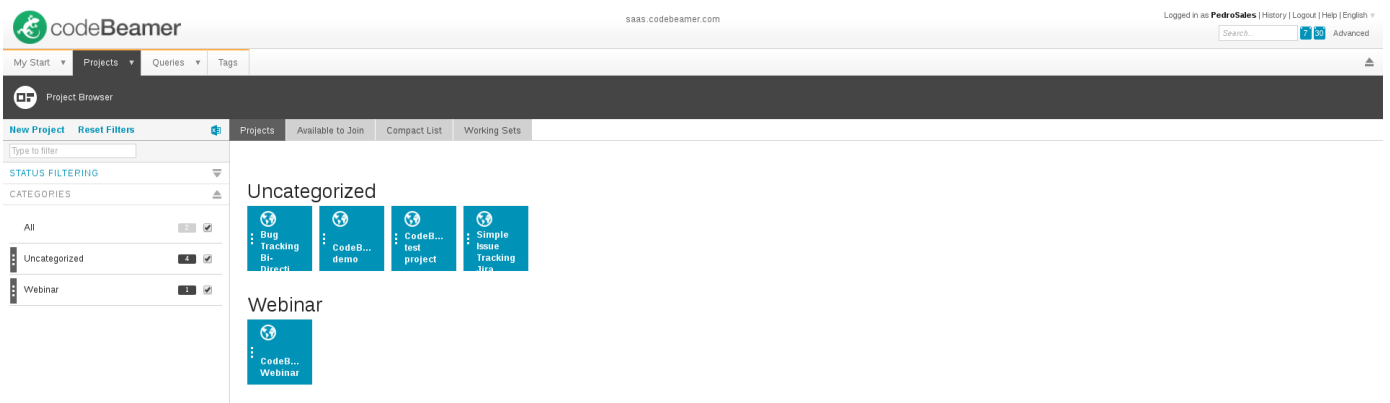 codeBeamer
saas.codebeamer.com
Logged in as PedroSales | History | Logout | Help | English
Search...
7
30
Advanced
My Start
Projects
Queries
Tags
Project Browser
New Project
Reset Filters
Projects
Available to Join
Compact List
Working Sets
Type to filter
STATUS FILTERING
CATEGORIES
All
2
Uncategorized
4
Webinar
1
Uncategorized
Bug
Tracking
Bi-
Directi
CodeB...
demo
CodeB...
test
project
Simple
Issue
Tracking
Jira
Webinar
CodeB...
Webinar